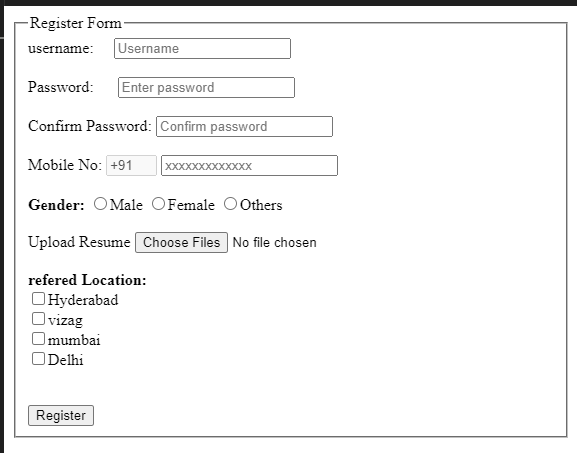 Register Form
username: Username
Password: Enter password
Confirm Password: Confirm password
Mobile No: +91 xxxxxxxxxxxxx
Gender: Male Female Others
Upload Resume Choose Files No file chosen
refered Location:
Hyderabad
vizag
mumbai
Delhi
Register